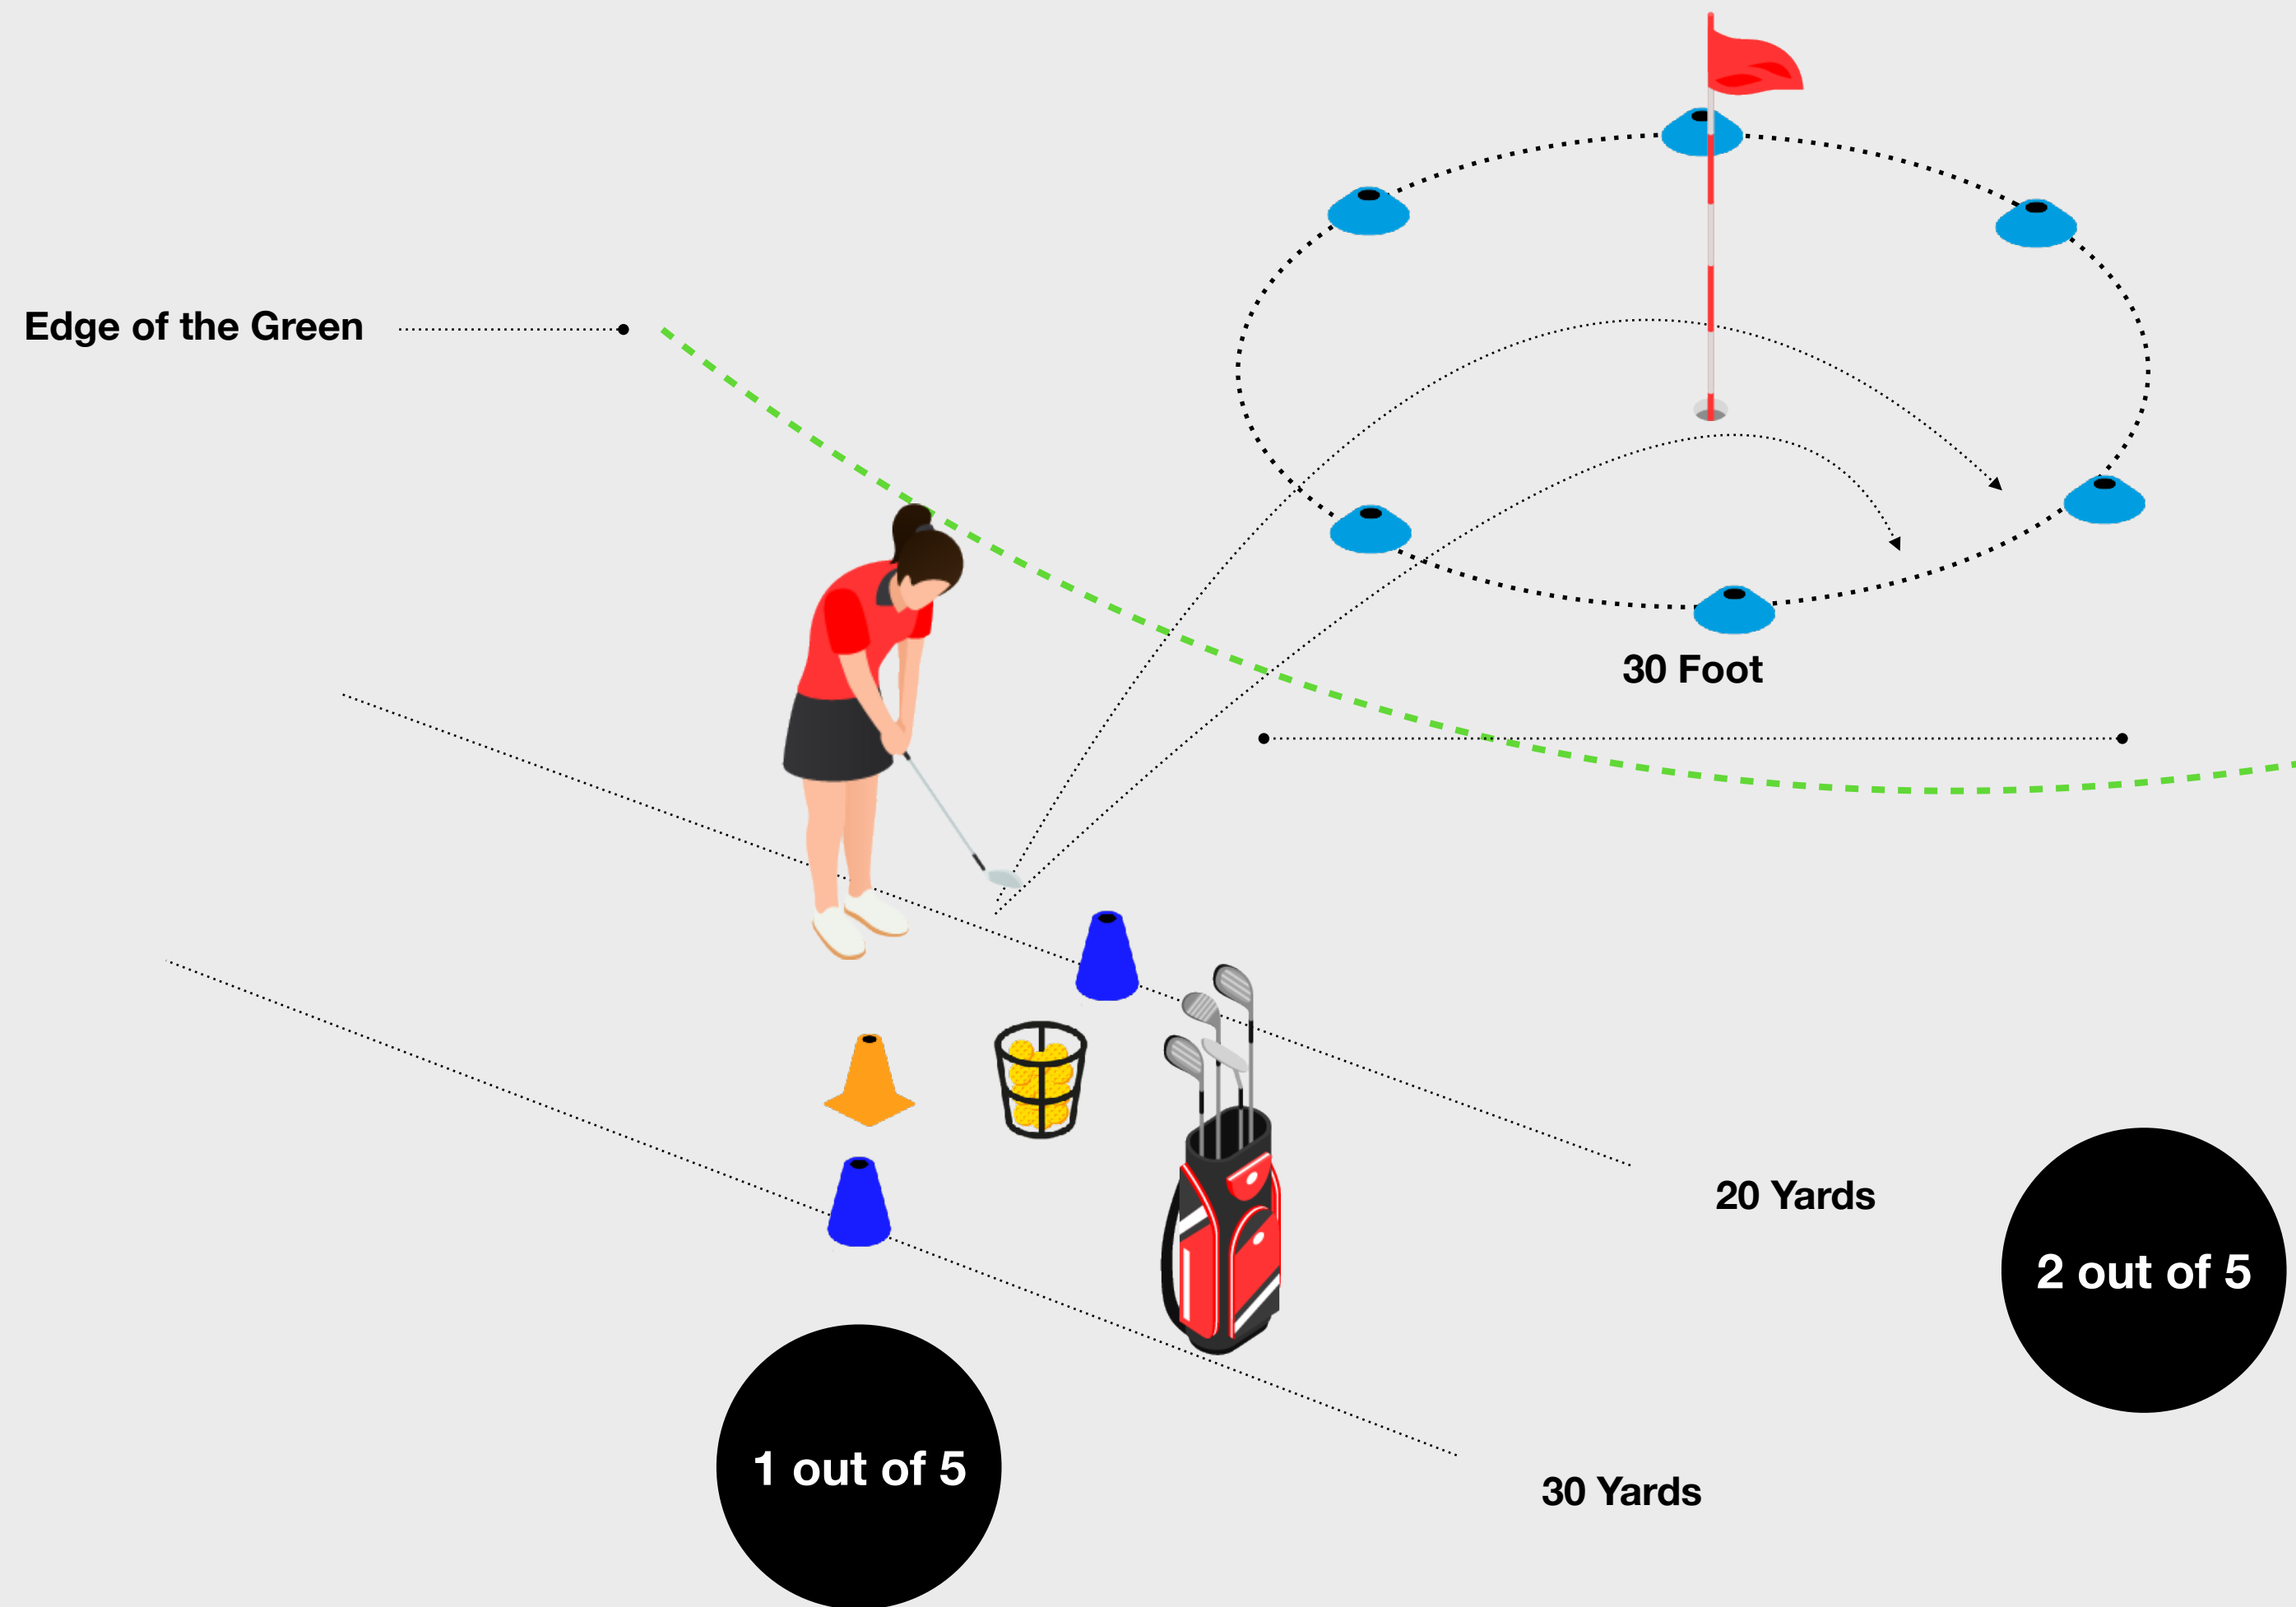 Edge of the Green
30 Foot
20 Yards
2 out of 5
1 out of 5
30 Yards